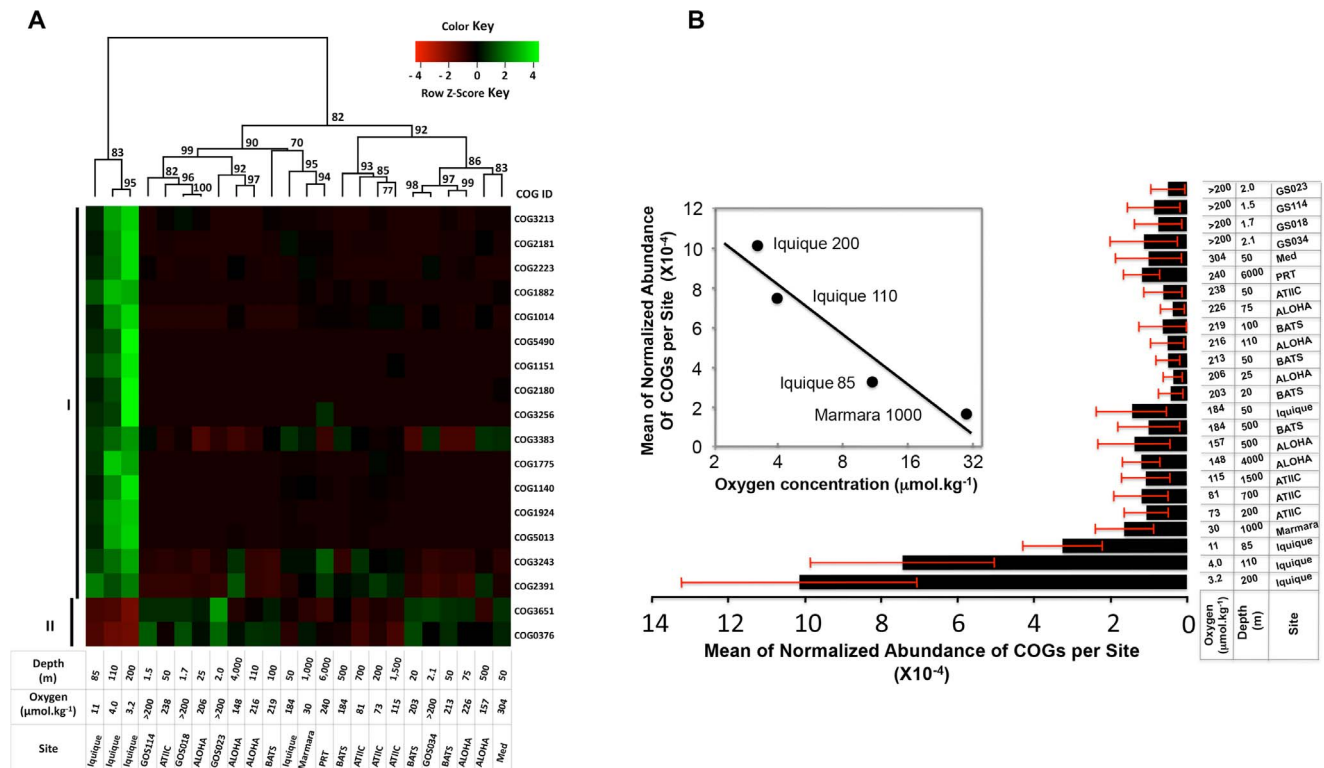 A
Color Key
- 4 - 2 0 2 4
Row Z-Score Key
82
92
90
70
99
83
86
95
93
92
83
82
85
97
96
94
97
99
95
100
77
98
COG ID
I
COG3213
COG2181
COG2223
COG1882
COG1014
COG5490
COG1151
COG2180
COG3256
COG3383
COG1775
COG1140
COG1924
COG5013
COG3243
COG2391
II
COG3651
COG0376
Depth (m) 85 110 200 1.5 50 1.7 25 2.0 4,000 110 100 50 1,000 6,000 500 700 200 1,500 20 2.1 50 75 500 50
Oxygen (μmol.kg-1) 11 4.0 3.2 >200 238 >200 206 >200 148 216 219 184 30 240 184 81 73 115 203 >200 213 226 157 304
Site Iquique Iquique Iquique GOS114 ATIIC GOS018 ALOHA GOS023 ALOHA ALOHA BATS Iquique Marmara PRT BATS ATIIC ATIIC ATIIC BATS GOS034 BATS ALOHA ALOHA Med
B
Mean of Normalized Abundance
Of COGs per Site (X10-4)
12
10
8
6
4
2
0
Iquique 200
Iquique 110
Iquique 85
Marmara 1000
2 4 8 16 32
Oxygen concentration (μmol.kg-1)
>200 2.0 GS023
>200 1.5 GS114
>200 1.7 GS018
>200 2.1 GS034
304 50 Med
240 6000 PRT
238 50 ATIIC
226 75 ALOHA
219 100 BATS
216 110 ALOHA
213 50 BATS
206 25 ALOHA
203 20 BATS
184 50 Iquique
184 500 BATS
157 500 ALOHA
148 4000 ALOHA
115 1500 ATIIC
81 700 ATIIC
73 200 ATIIC
30 1000 Marmara
11 85 Iquique
4.0 110 Iquique
3.2 200 Iquique
Oxygen (μmol.kg-1) Depth (m) Site
14 12 10 8 6 4 2 0
Mean of Normalized Abundance of COGs per Site
(X10-4)